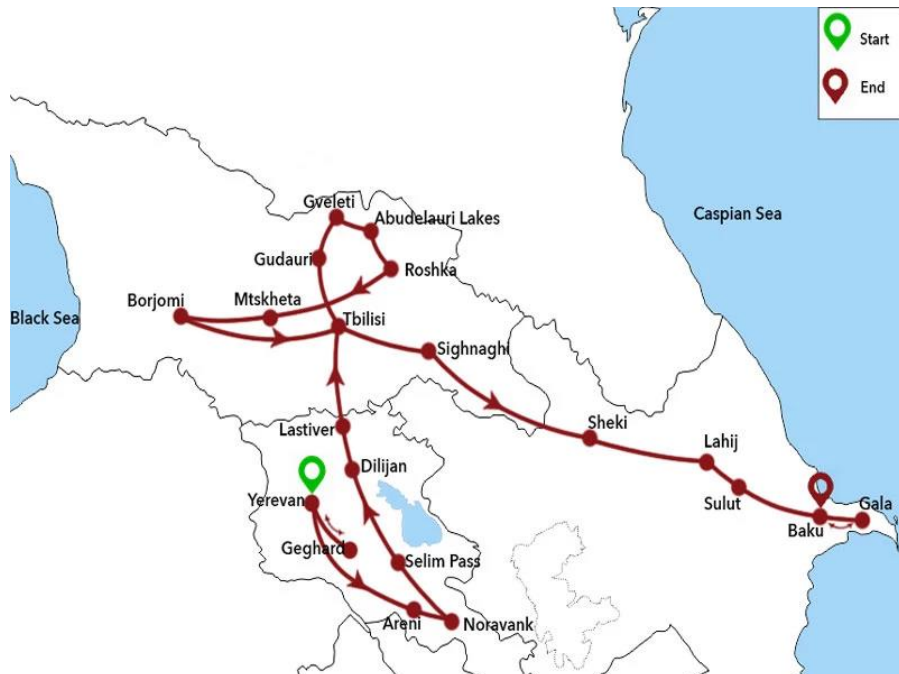 Start
End
Gveleti
Abudelauri Lakes
Caspian Sea
Gudauri
Roshka
Borjomi
Mtskheta
Black Sea
Tbilisi
Sighnaghi
Sheki
Lastiver
Lahij
Dilijan
Yerevan
Sulut
Gala
Baku
Geghard
Selim Pass
Areni
Noravank